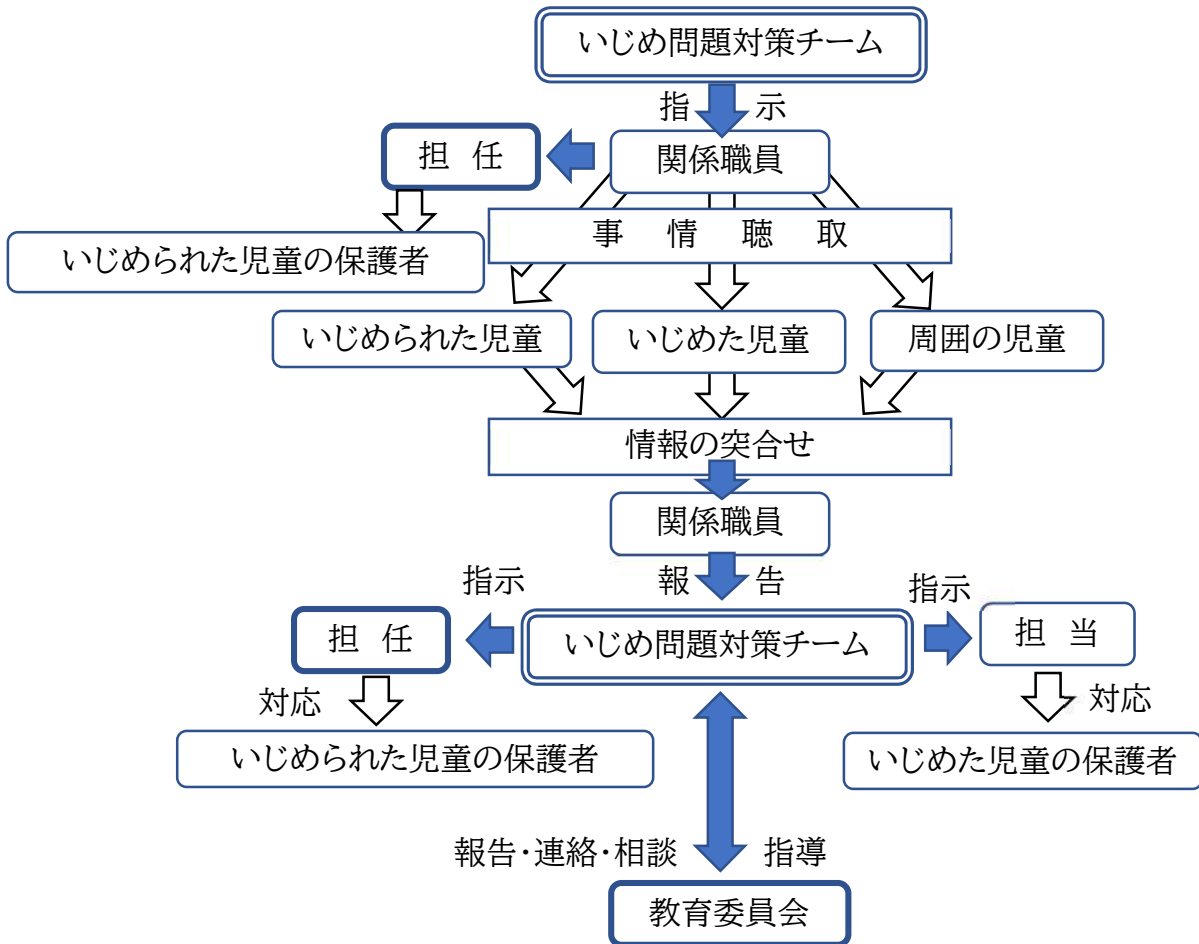 いじめ問題対策チーム
指 示
担 任
関係職員
事 情 聴 取
いじめられた児童の保護者
いじめられた児童
いじめた児童
周囲の児童
情報の突合せ
関係職員
報 告
指示
指示
担 任
いじめ問題対策チーム
担 当
対応
対応
いじめられた児童の保護者
いじめた児童の保護者
報告・連絡・相談 指導
教育委員会